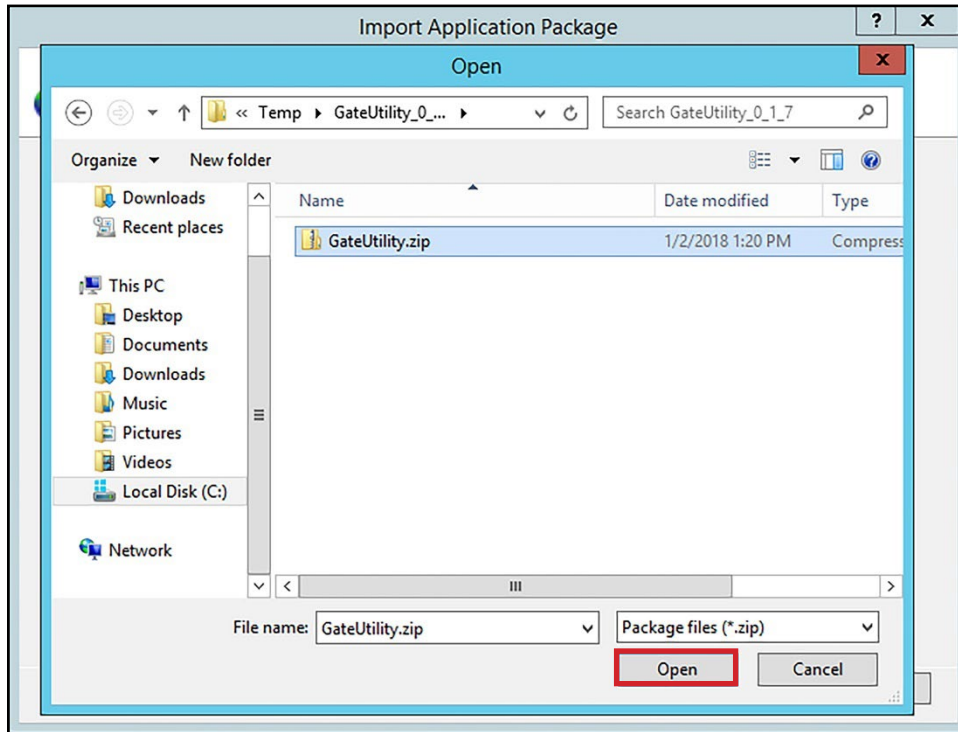 Import Application Package ? x
Open x
« Temp GateUtility_0_... Search GateUtility_0_1_7
Organize New folder ?
Downloads Name Date modified Type
Recent places
GateUtility.zip 1/2/2018 1:20 PM Compress
This PC
Desktop
Documents
Downloads
Music
Pictures
Videos
Local Disk (C:)
Network
File name: GateUtility.zip Package files (*.zip)
Open Cancel